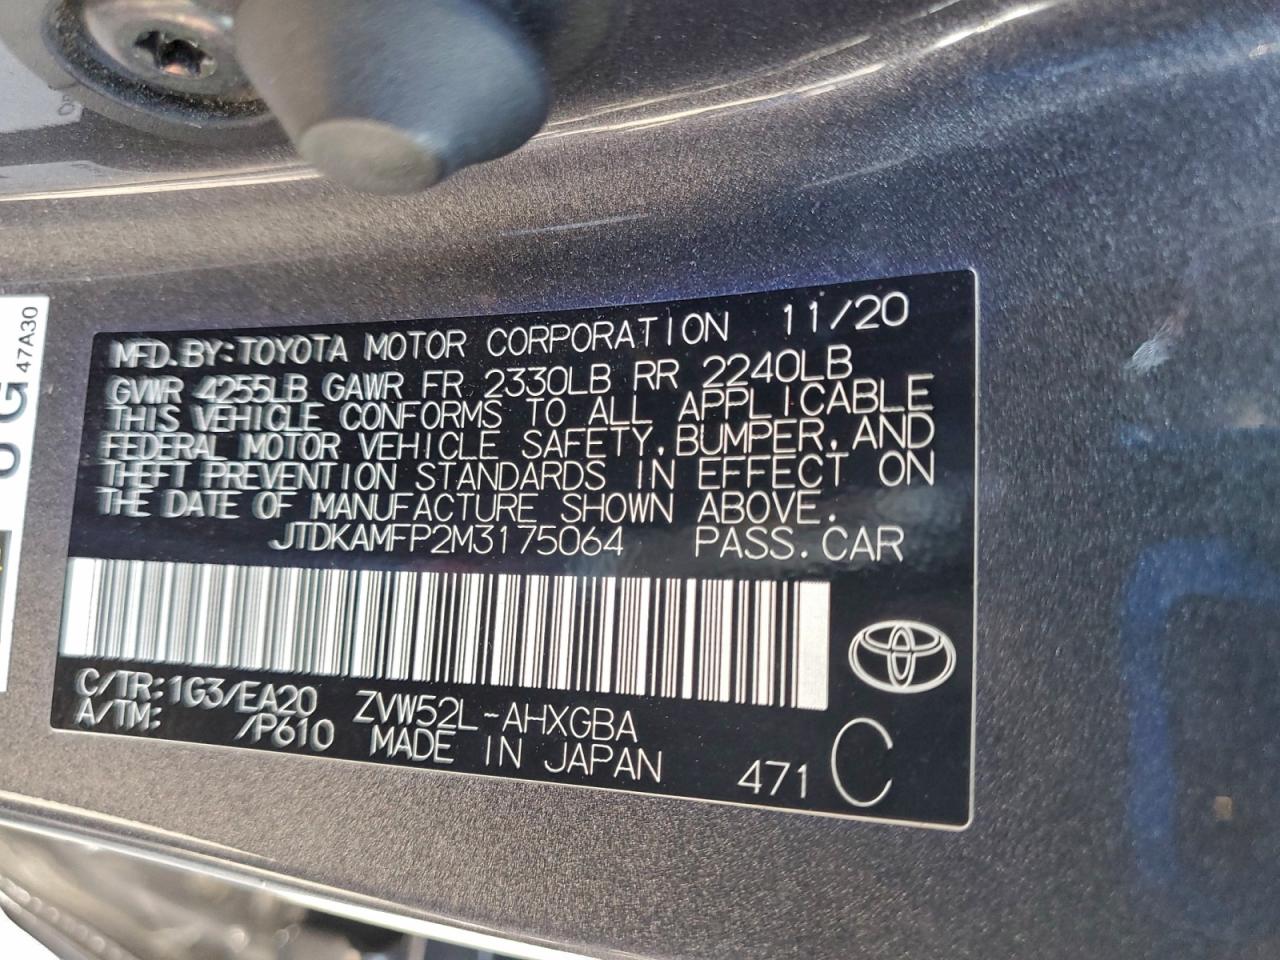 MFD.BY:TOYOTA MOTOR CORPORATION 11/20
GVWR 4255LB GAWR FR 2330LB RR 2240LB
THIS VEHICLE CONFORMS TO ALL APPLICABLE
FEDERAL MOTOR VEHICLE SAFETY,BUMPER,AND
THEFT PREVENTION STANDARDS IN EFFECT ON
THE DATE OF MANUFACTURE SHOWN ABOVE.
JTDKAMFP2M3175064 PASS.CAR
C/TR:1G3/EA20 ZVW52L-AHXGBA
A/TM: /P610 MADE IN JAPAN
471 C
47A30